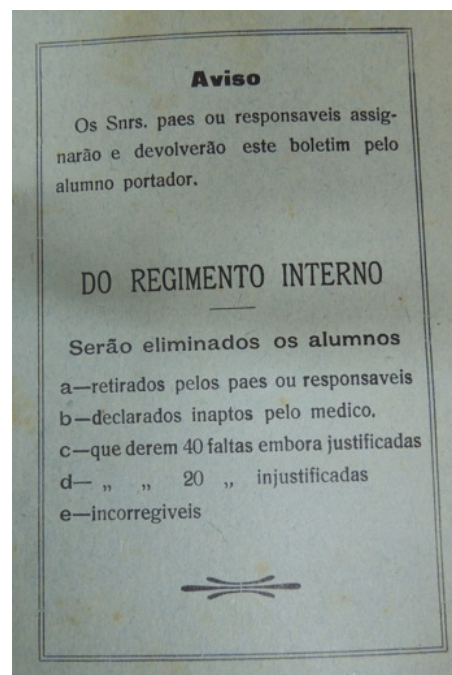 Aviso
Os Snrs. paes ou responsaveis assig-
narão e devolverão este boletim pelo
alumno portador.
DO REGIMENTO INTERNO
Serão eliminados os alumnos
a—retirados pelos paes ou responsaveis
b—declarados inaptos pelo medico.
c—que derem 40 faltas embora justificadas
d— „ „ 20 „ injustificadas
e—incorregiveis